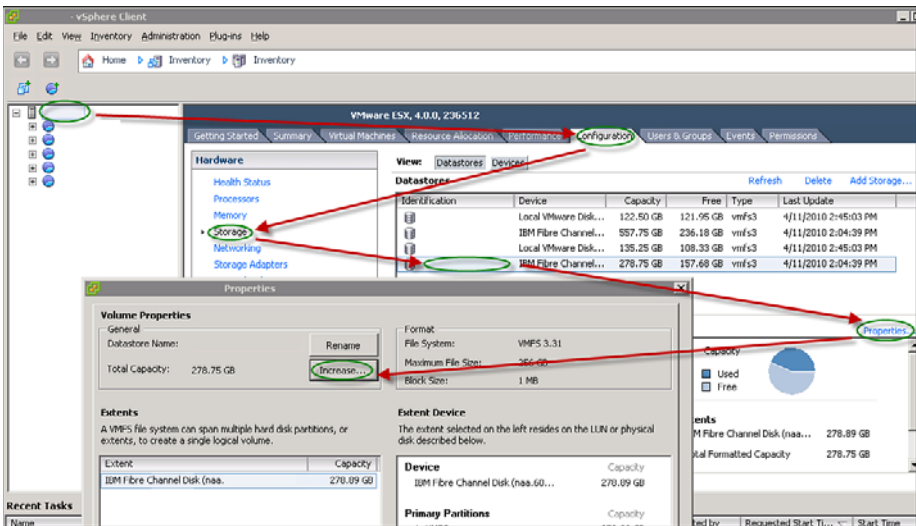 - vSphere Client
File Edit View Inventory Administration Plug-ins Help
Home Inventory Inventory
VMware ESX, 4.0.0, 236512
Getting Started Summary Virtual Machines Resource Allocation Performance Configuration Users & Groups Events Permissions
Hardware
Health Status
Processors
Memory
Storage
Networking
Storage Adapters
View: Datastores Devices
Datastores Refresh Delete Add Storage...
Identification Device Capacity Free Type Last Update
Local VMware Disk... 122.50 GB 121.95 GB vmfs3 4/11/2010 2:45:03 PM
IBM Fibre Channel... 557.75 GB 236.18 GB vmfs3 4/11/2010 2:04:39 PM
Local VMware Disk... 135.25 GB 108.33 GB vmfs3 4/11/2010 2:45:03 PM
IBM Fibre Channel... 278.75 GB 157.68 GB vmfs3 4/11/2010 2:04:39 PM
Properties...
Capacity
Used
Free
ents
M Fibre Channel Disk (naa... 278.89 GB
tal Formatted Capacity 278.75 GB
Properties
Volume Properties
General
Datastore Name: Rename
Total Capacity: 278.75 GB Increase...
Format
File System: VMFS 3.31
Maximum File Size: 256 GB
Block Size: 1 MB
Extents
A VMFS file system can span multiple hard disk partitions, or
extents, to create a single logical volume.
Extent Capacity
IBM Fibre Channel Disk (naa. 278.89 GB
Extent Device
The extent selected on the left resides on the LUN or physical
disk described below.
Device Capacity
IBM Fibre Channel Disk (naa.60... 278.89 GB
Primary Partitions Capacity
Recent Tasks
Name
ted by Requested Start Ti... Start Time